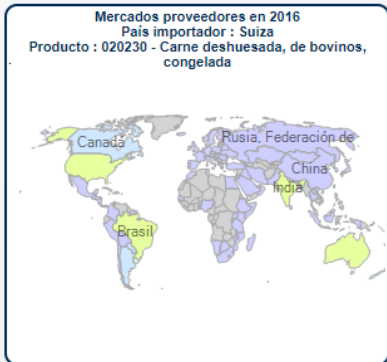 Mercados proveedores en 2016
País importador : Suiza
Producto : 020230 - Carne deshuesada, de bovinos,
congelada
Canadá
Rusia, Federación de
China
India
Brasil